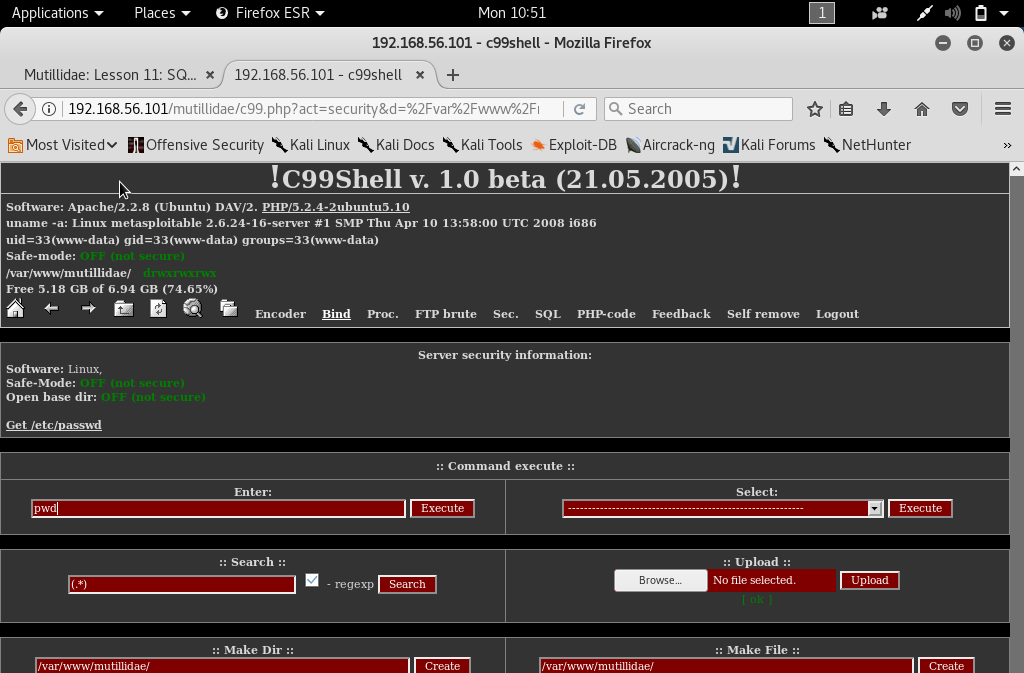 Applications Places Firefox ESR Mon 10:51 1
192.168.56.101 - c99shell - Mozilla Firefox
Mutillidae: Lesson 11: SQ... 192.168.56.101 - c99shell
192.168.56.101/mutillidae/c99.php?act=security&d=%2Fvar%2Fwww%2Fr Search
Most Visited Offensive Security Kali Linux Kali Docs Kali Tools Exploit-DB Aircrack-ng Kali Forums NetHunter »
!C99Shell v. 1.0 beta (21.05.2005)!
Software: Apache/2.2.8 (Ubuntu) DAV/2. PHP/5.2.4-2ubuntu5.10
uname -a: Linux metasploitable 2.6.24-16-server #1 SMP Thu Apr 10 13:58:00 UTC 2008 i686
uid=33(www-data) gid=33(www-data) groups=33(www-data)
Safe-mode: OFF (not secure)
/var/www/mutillidae/ drwxrwxrwx
Free 5.18 GB of 6.94 GB (74.65%)
Encoder Bind Proc. FTP brute Sec. SQL PHP-code Feedback Self remove Logout
Server security information:
Software: Linux,
Safe-Mode: OFF (not secure)
Open base dir: OFF (not secure)
Get /etc/passwd
:: Command execute ::
Enter:
pwd Execute
Select:
----------------------------------------------------------- Execute
:: Search ::
(.*) - regexp Search
:: Upload ::
Browse... No file selected. Upload
[ ok ]
:: Make Dir ::
/var/www/mutillidae/ Create
:: Make File ::
/var/www/mutillidae/ Create